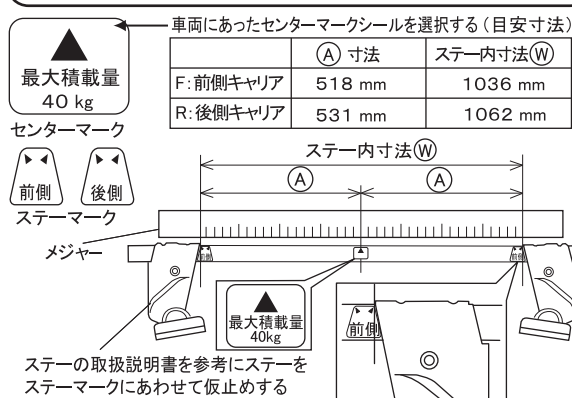 車両にあったセンターマークシールを選択する(目安寸法)
最大積載量
40 kg
センターマーク
Ⓐ 寸法 ステー内寸法Ⓦ
F:前側キャリア 518 mm 1036 mm
R:後側キャリア 531 mm 1062 mm
前側 後側
ステーマーク
ステー内寸法Ⓦ
Ⓐ Ⓐ
メジャー
前側 前側
最大積載量
40kg
前側
ステーの取扱説明書を参考にステーを
ステーマークにあわせて仮止めする